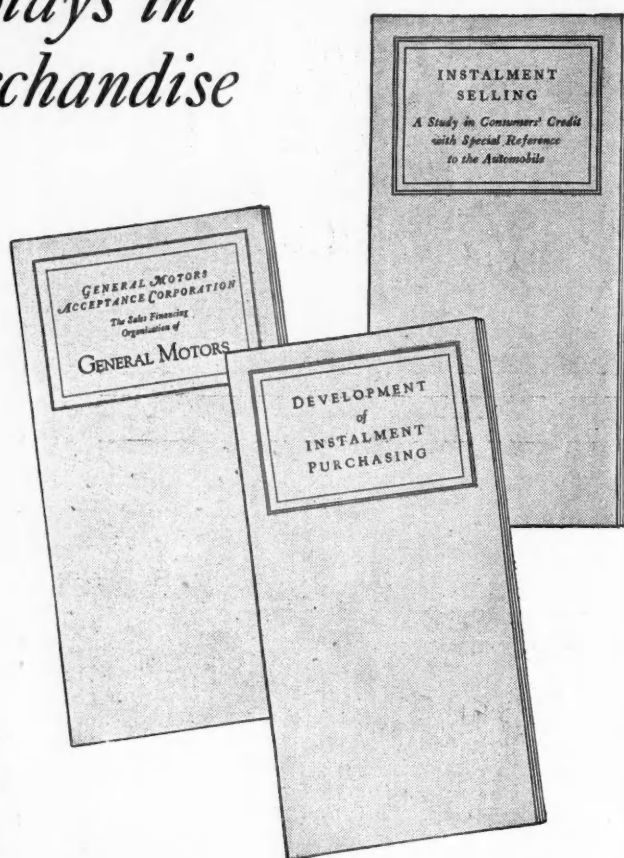 in
chandise
INSTALMENT
SELLING
A Study in Consumers' Credit
with Special Reference
to the Automobile
GENERAL MOTORS
ACCEPTANCE CORPORATION
The Sales Financing
Organization of
GENERAL MOTORS
DEVELOPMENT
of
INSTALMENT
PURCHASING